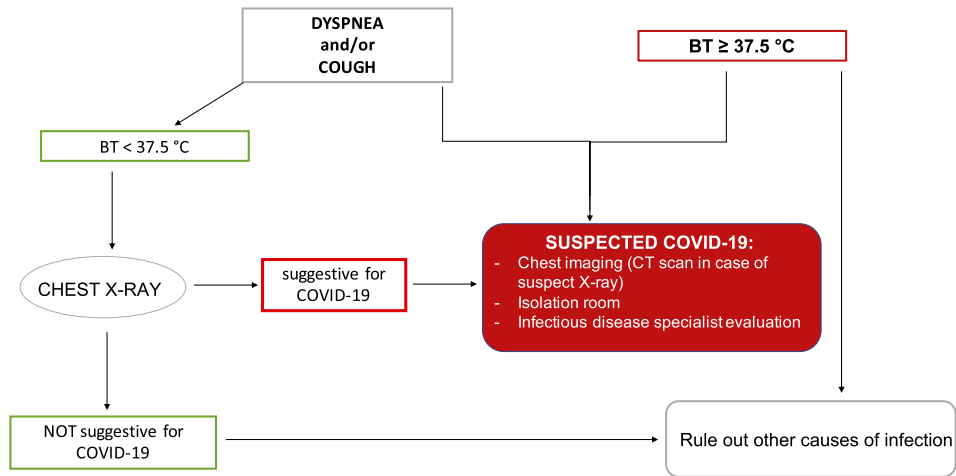 DYSPNEA
and/or
COUGH
BT ≥ 37.5 °C
BT < 37.5 °C
SUSPECTED COVID-19:
- Chest imaging (CT scan in case of
suspect X-ray)
- Isolation room
- Infectious disease specialist evaluation
CHEST X-RAY
suggestive for
COVID-19
NOT suggestive for
COVID-19
Rule out other causes of infection